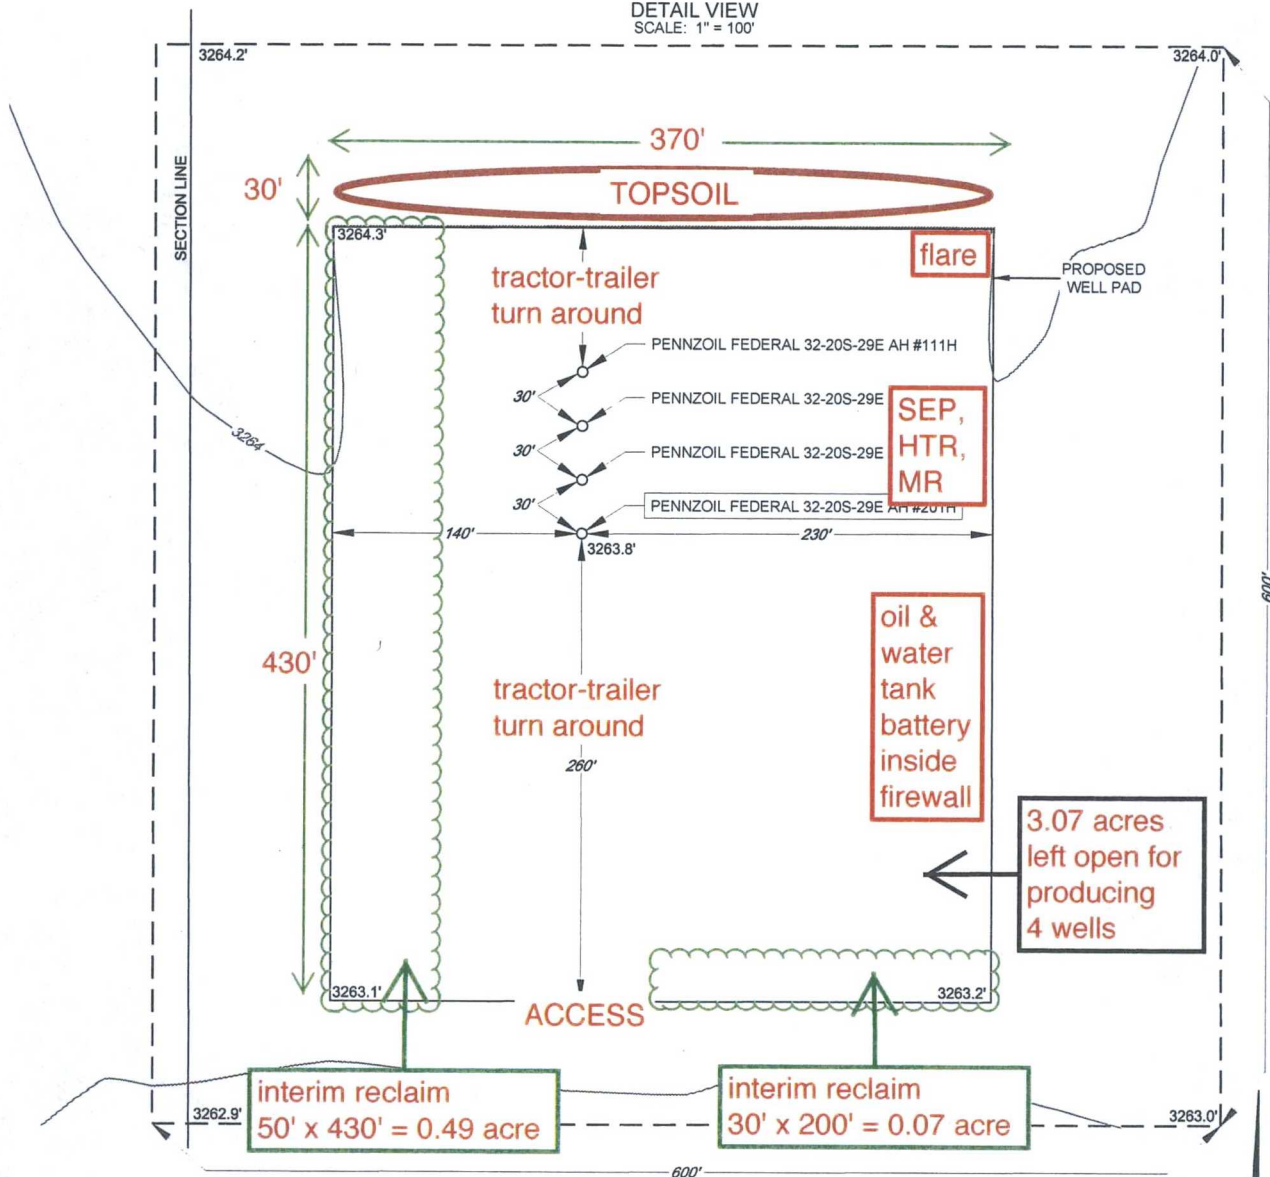 DETAIL VIEW
SCALE: 1" = 100'
3264.2'
3264.0'
370'
30'
TOPSOIL
SECTION LINE
3264.3'
flare
tractor-trailer
turn around
PROPOSED
WELL PAD
PENNZOIL FEDERAL 32-20S-29E AH #111H
30'
PENNZOIL FEDERAL 32-20S-29E
SEP,
HTR,
MR
3264
30'
PENNZOIL FEDERAL 32-20S-29E
30'
PENNZOIL FEDERAL 32-20S-29E AH #201H
140'
230'
3263.8'
600'
oil &
water
tank
battery
inside
firewall
430'
tractor-trailer
turn around
260'
3.07 acres
left open for
producing
4 wells
3263.1'
3263.2'
ACCESS
interim reclaim
50' x 430' = 0.49 acre
interim reclaim
30' x 200' = 0.07 acre
3262.9'
3263.0'
600'